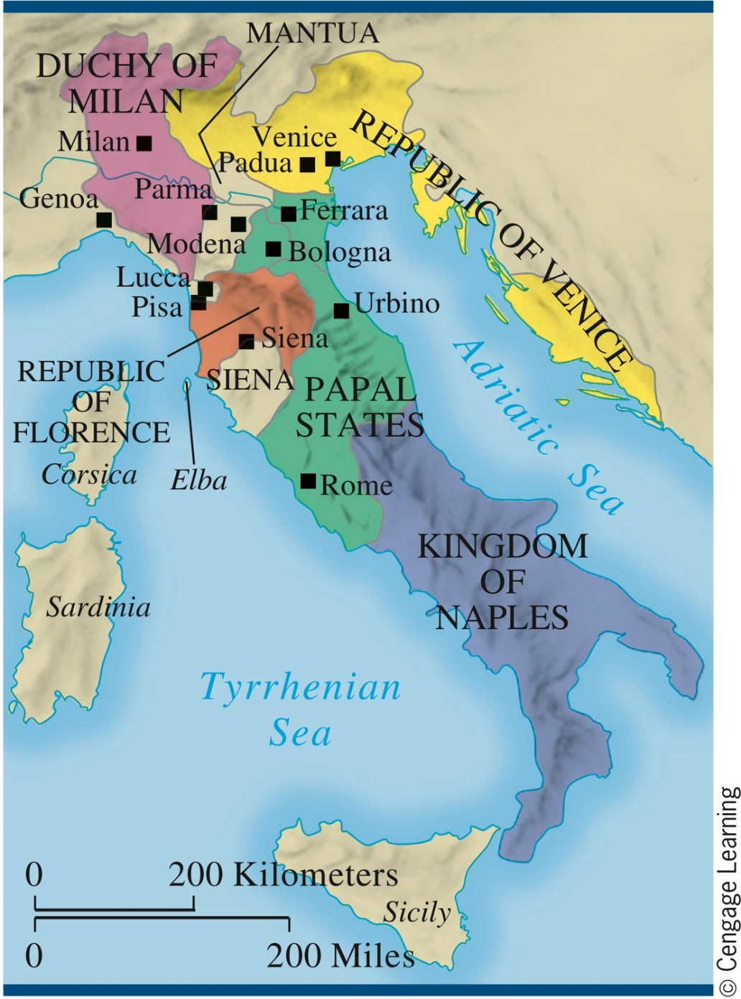 MANTUA
DUCHY OF
MILAN
Milan
Venice
Padua
REPUBLIC OF VENICE
Genoa
Parma
Ferrara
Modena
Bologna
Lucca
Pisa
Urbino
Siena
REPUBLIC
OF
FLORENCE
SIENA
PAPAL
STATES
Adriatic Sea
Corsica
Elba
Rome
KINGDOM
OF
NAPLES
Sardinia
Tyrrhenian
Sea
0 200 Kilometers
Sicily
0 200 Miles
© Cengage Learning